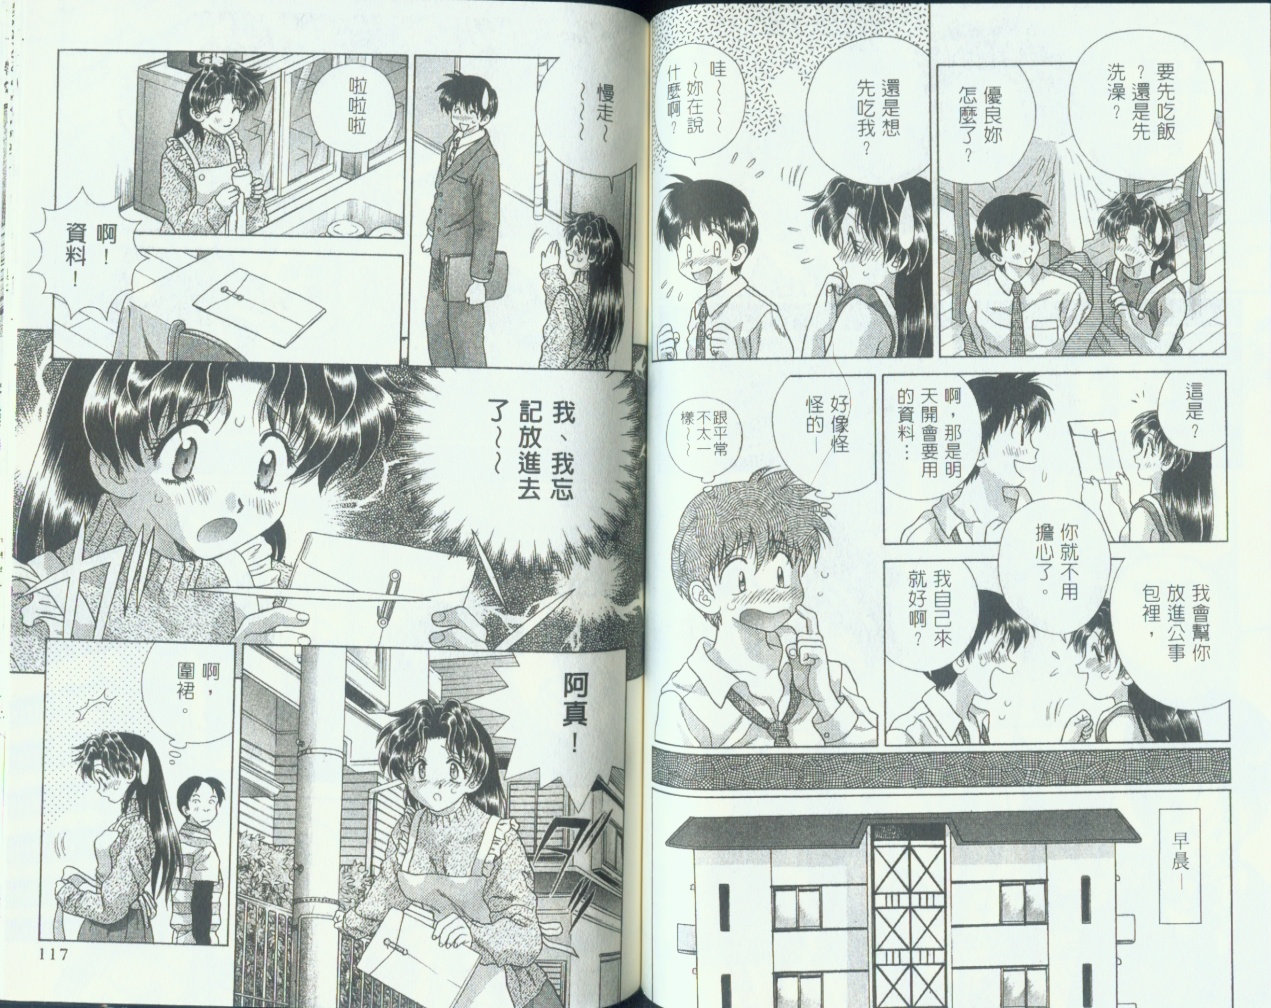 要先吃飯
？還是先
洗澡？
優良妳
怎麼了？
還是想
先吃我？
哇～～～
～妳在說
什麼啊？
這是？
啊，那是明
天開會要用
的資料…
好像怪
怪的—
跟平常
不太一
樣～～
你就不用
擔心了。
我會幫你
放進公事
包裡，
我自己來
就好啊？
早晨—
慢走～
～～～
啦啦啦
啊！
資料！
我、我忘
記放進去
了～～
阿真！
啊，
圍裙。
117